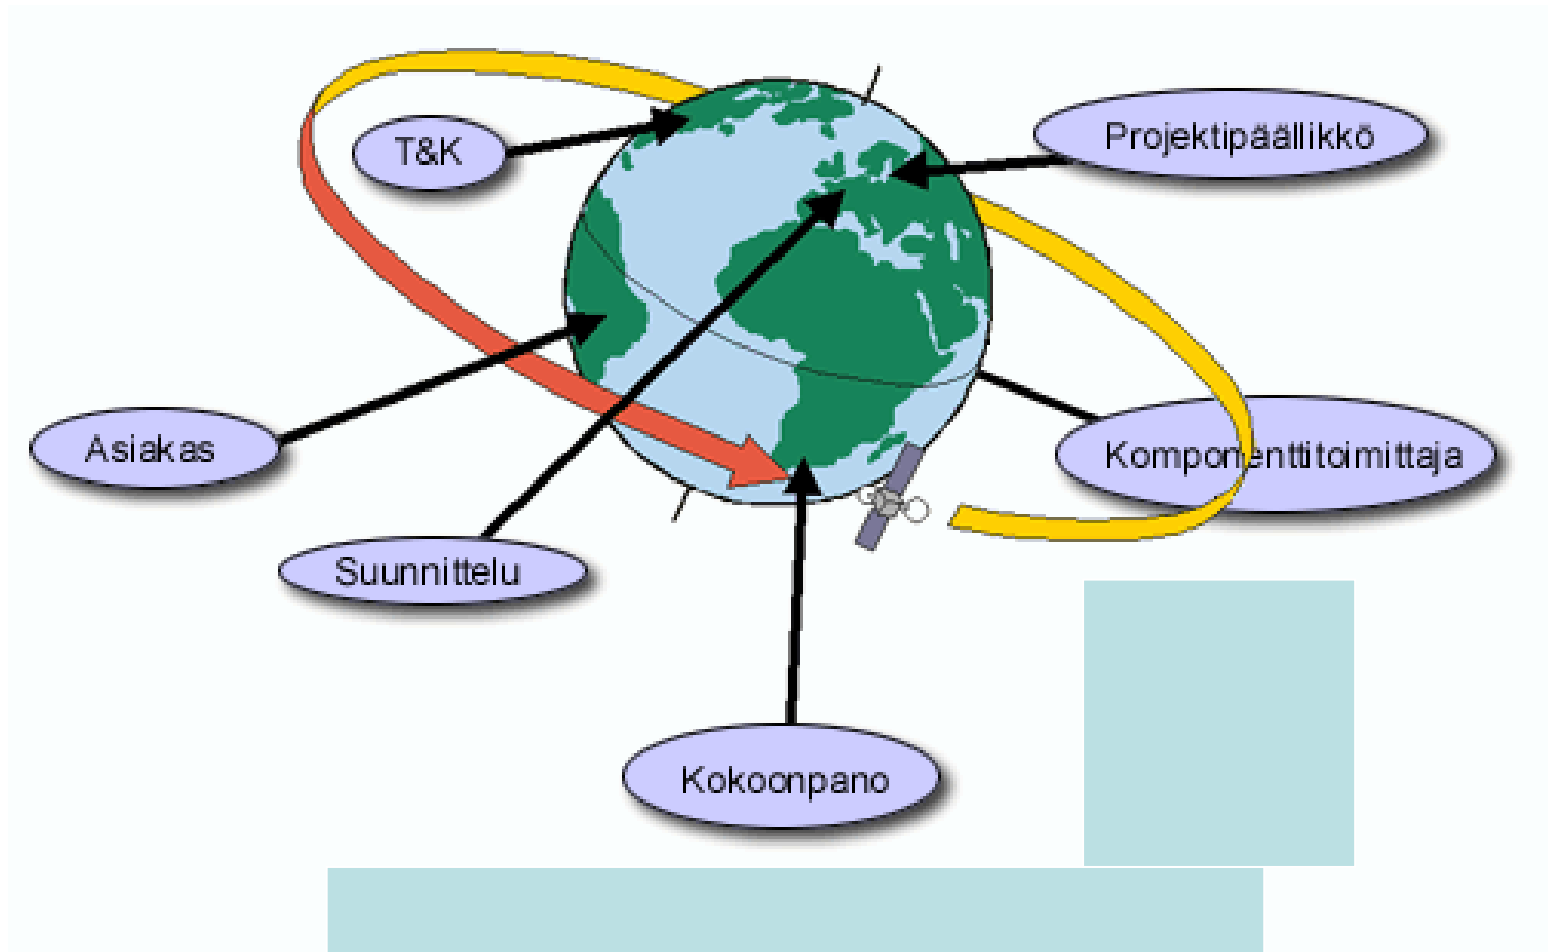 T&K
Projektipäällikkö
Asiakas
Komponenttitoimittaja
Suunnittelu
Kokoonpano